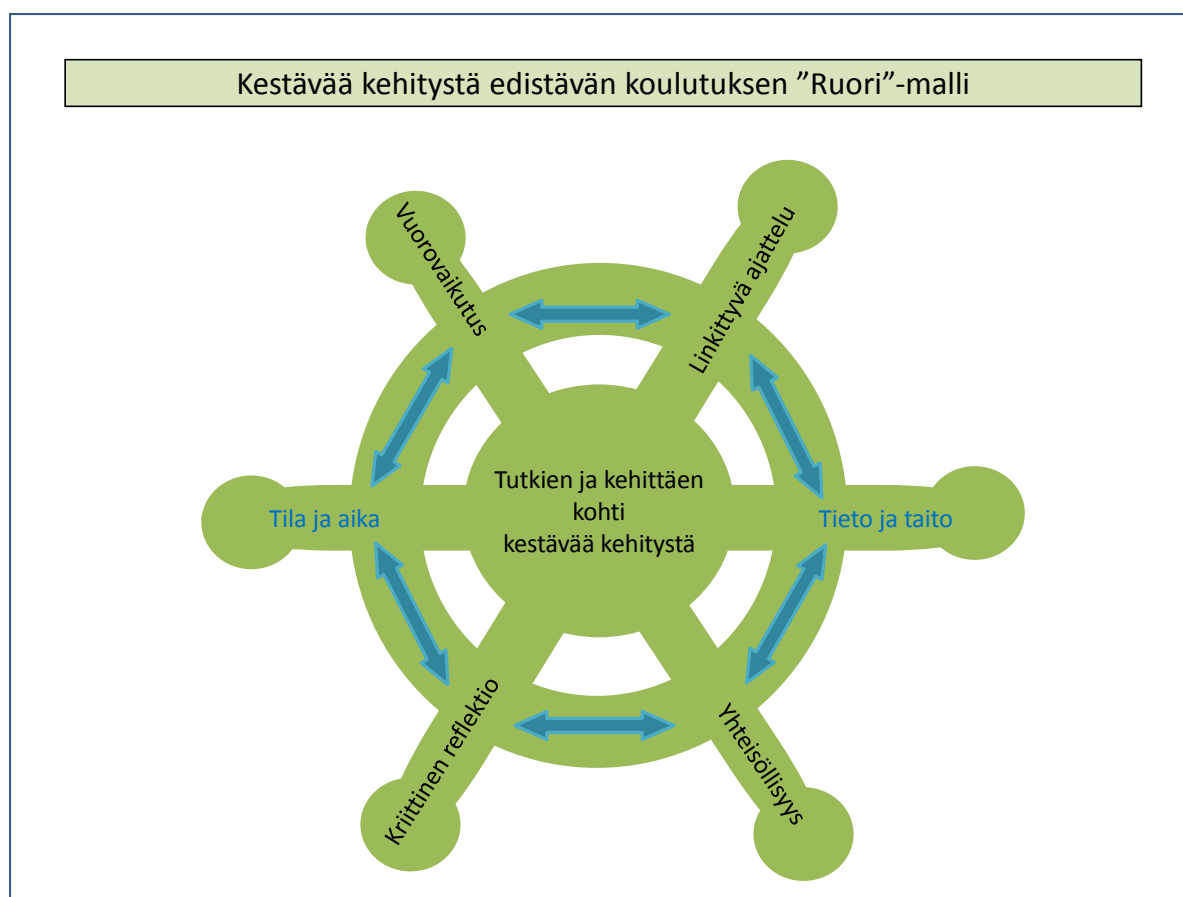 Kestävää kehitystä edistävän koulutuksen ”Ruori”-malli
Vuorovaikutus
Linkittyvä ajattelu
Tutkien ja kehittäen
kohti
kestävää kehitystä
Tila ja aika
Tieto ja taito
Kriittinen reflektio
Yhteisöllisyys